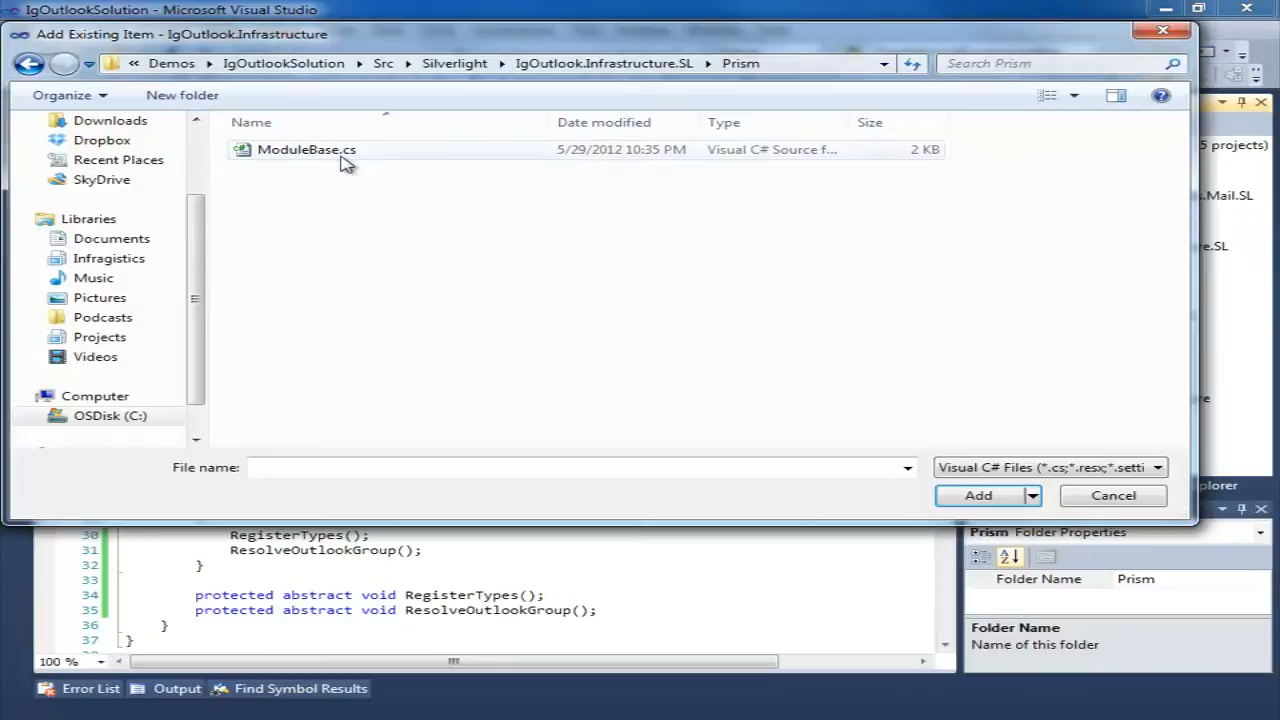 IgOutlookSolution - Microsoft Visual Studio
Add Existing Item - IgOutlook.Infrastructure
« Demos IgOutlookSolution Src Silverlight IgOutlook.Infrastructure.SL Prism Search Prism
Organize New folder
Name Date modified Type Size
ModuleBase.cs 5/29/2012 10:35 PM Visual C# Source f... 2 KB
Downloads
Dropbox
Recent Places
SkyDrive
Libraries
Documents
Infragistics
Music
Pictures
Podcasts
Projects
Videos
Computer
OSDisk (C:)
5 projects)
s.Mail.SL
re.SL
re
File name: Visual C# Files (*.cs;*.resx;*.setti
Add Cancel
plorer
30 RegisterTypes();
31 ResolveOutlookGroup();
32 }
33
34 protected abstract void RegisterTypes();
35 protected abstract void ResolveOutlookGroup();
36 }
37 }
100 %
Prism Folder Properties
Folder Name Prism
Folder Name
Name of this folder
Error List Output Find Symbol Results